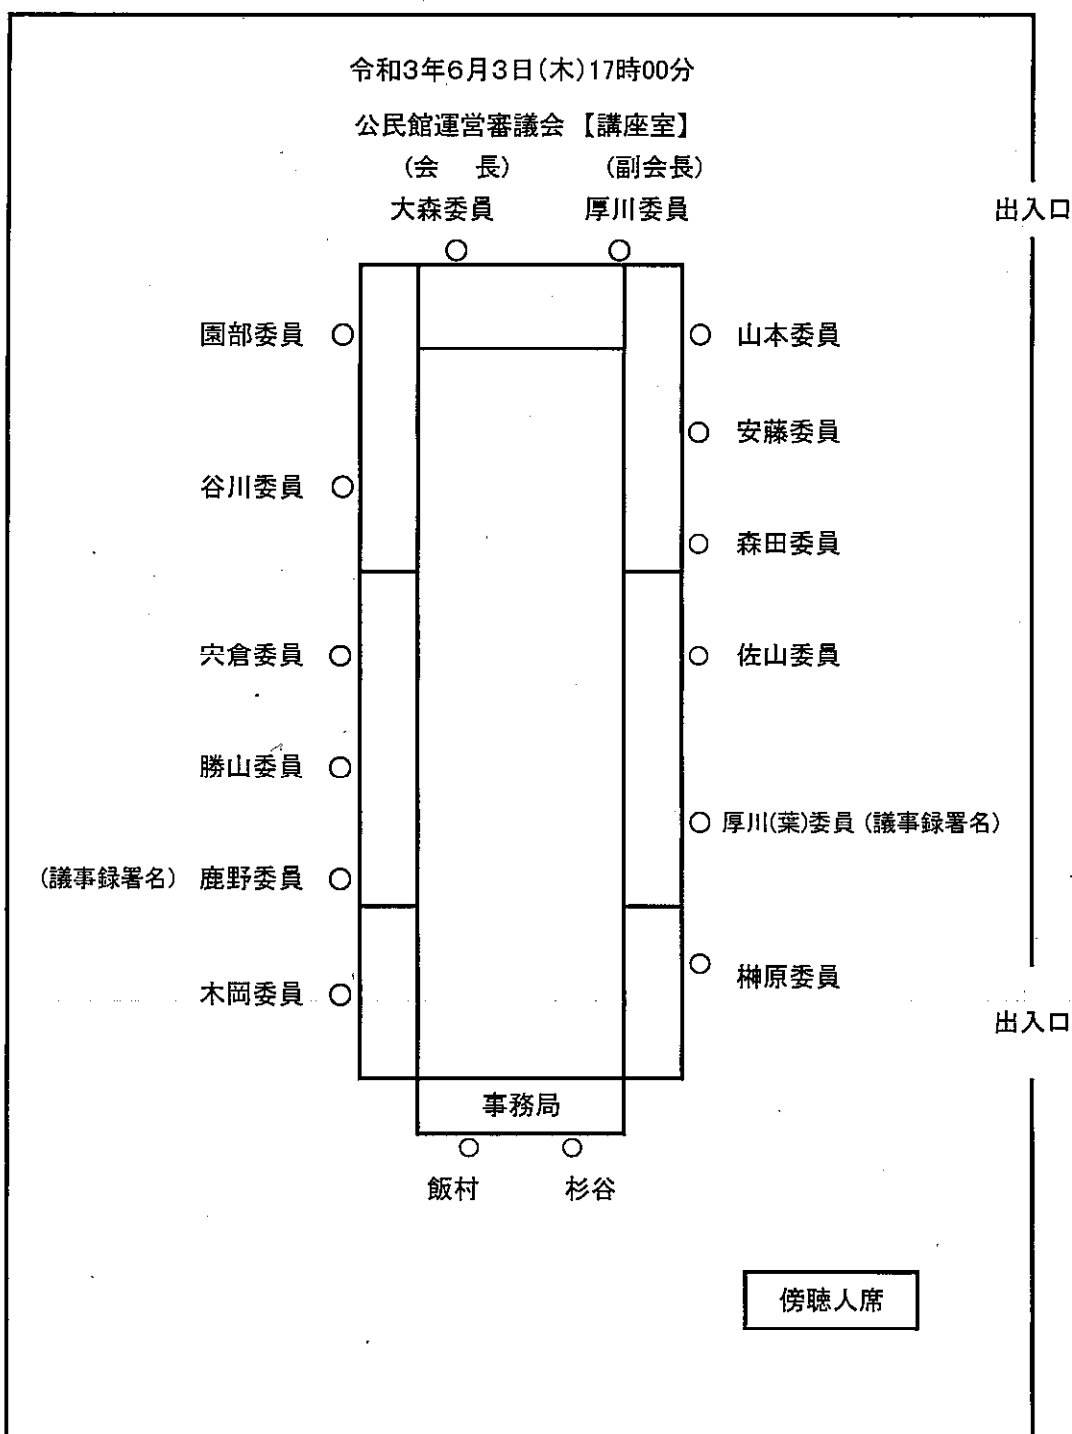 令和3年6月3日(木)17時00分
公民館運営審議会 【講座室】
(会 長) (副会長)
大森委員 厚川委員 出入口
園部委員 ○ ○ 山本委員
○ 安藤委員
谷川委員 ○
○ 森田委員
宍倉委員 ○ ○ 佐山委員
勝山委員 ○
○ 厚川(葉)委員 (議事録署名)
(議事録署名) 鹿野委員 ○
○ 榊原委員
木岡委員 ○
出入口
事務局
飯村 杉谷
傍聴人席